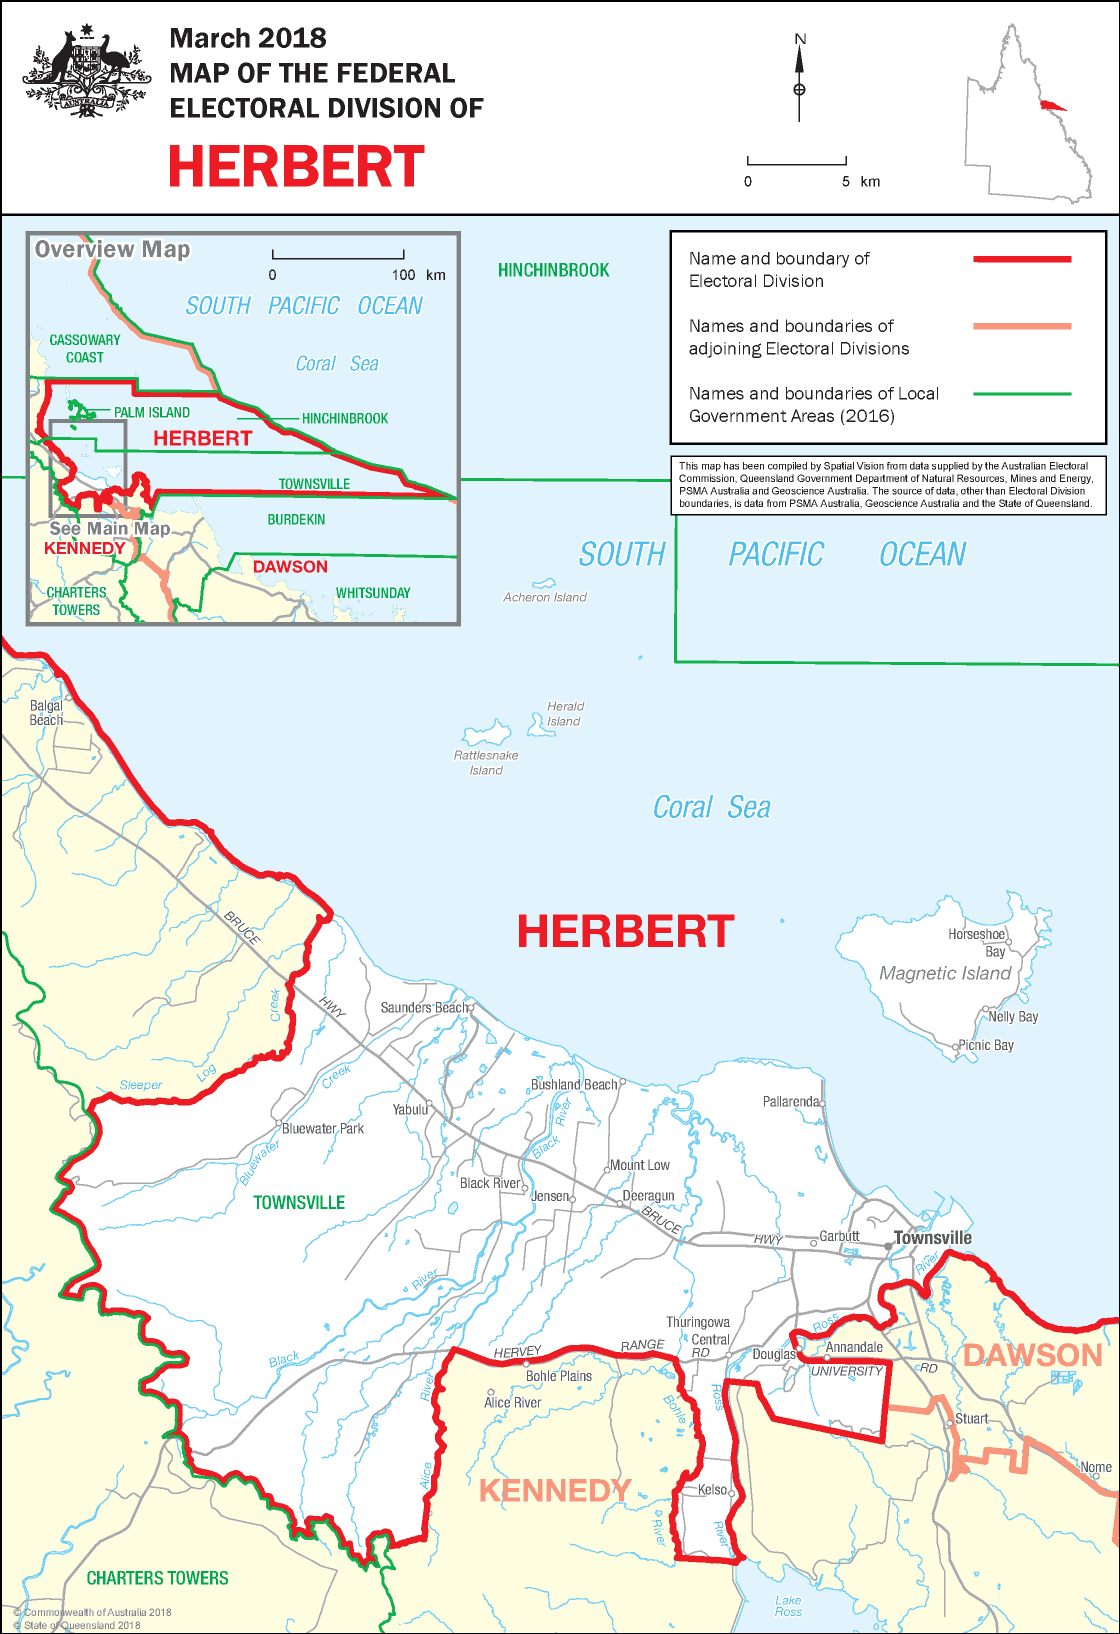 March 2018
MAP OF THE FEDERAL
ELECTORAL DIVISION OF
HERBERT
AUSTRALIA
N
0 5 km
Overview Map
0 100 km
SOUTH PACIFIC OCEAN
CASSOWARY
COAST
Coral Sea
PALM ISLAND
HINCHINBROOK
HERBERT
TOWNSVILLE
BURDEKIN
See Main Map
KENNEDY
DAWSON
CHARTERS
TOWERS
WHITSUNDAY
HINCHINBROOK
Name and boundary of
Electoral Division
Names and boundaries of
adjoining Electoral Divisions
Names and boundaries of Local
Government Areas (2016)
This map has been compiled by Spatial Vision from data supplied by the Australian Electoral
Commission, Queensland Government Department of Natural Resources, Mines and Energy,
PSMA Australia and Geoscience Australia. The source of data, other than Electoral Division
boundaries, is data from PSMA Australia, Geoscience Australia and the State of Queensland.
SOUTH PACIFIC OCEAN
Acheron Island
Balgal
Beach
Herald
Island
Rattlesnake
Island
Coral Sea
HERBERT
BRUCE
HWY
Horseshoe
Bay
Magnetic Island
Nelly Bay
Picnic Bay
Creek
Saunders Beach
Sleeper
Log
Creek
Bushland Beach
Pallarenda
Yabulu
Bluewater Park
Bluewater
River
Black
Mount Low
Black River
Jensen
Deeragun
TOWNSVILLE
BRUCE
HWY
Garbutt
Townsville
River
River
Black
Thuringowa
Central
RD
Ross
HERVEY
RANGE
Douglas
Annandale
UNIVERSITY
RD
DAWSON
Bohle Plains
River
Alice River
Bohle
Ross
Stuart
Alice
KENNEDY
Kelso
Nome
River
River
CHARTERS TOWERS
Lake
Ross
© Commonwealth of Australia 2018
© State of Queensland 2018